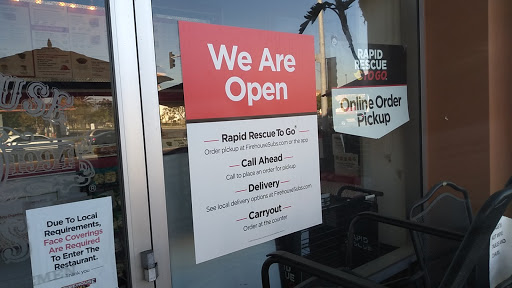 We Are
Open
Rapid Rescue To Go®
Order pickup at FirehouseSubs.com or the app
Call Ahead
Call to place an order for pickup
Delivery
See local delivery options at FirehouseSubs.com
Carryout
Order at the counter
RAPID
RESCUE
TO GO
Online Order
Pickup
Due To Local
Requirements,
Face Coverings
Are Required
To Enter The
Restaurant.
Thank you